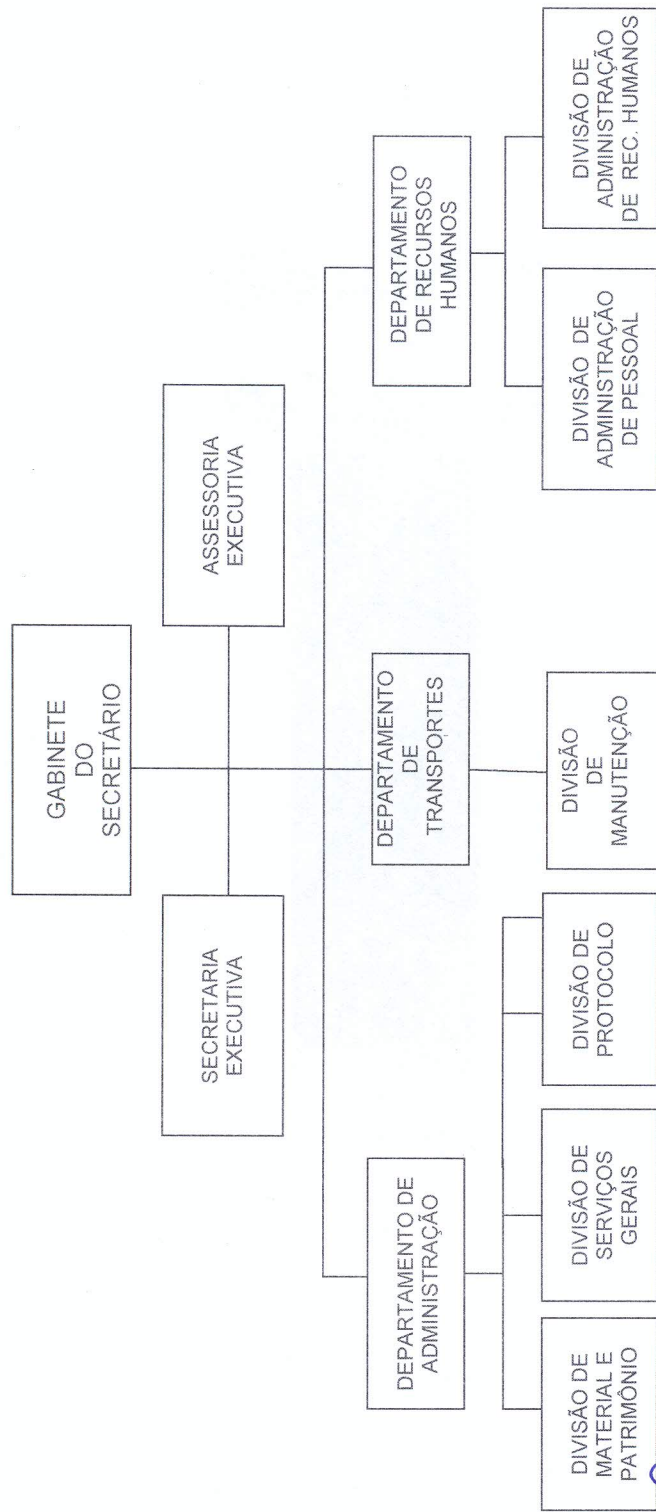 GABINETE
DO
SECRETÁRIO
SECRETARIA
EXECUTIVA
ASSESSORIA
EXECUTIVA
DEPARTAMENTO DE
ADMINISTRAÇÃO
DEPARTAMENTO
DE
TRANSPORTES
DEPARTAMENTO
DE RECURSOS
HUMANOS
DIVISÃO DE
MATERIAL E
PATRIMÔNIO
DIVISÃO DE
SERVIÇOS
GERAIS
DIVISÃO DE
PROTOCOLO
DIVISÃO
DE
MANUTENÇÃO
DIVISÃO DE
ADMINISTRAÇÃO
DE PESSOAL
DIVISÃO DE
ADMINISTRAÇÃO
DE REC. HUMANOS